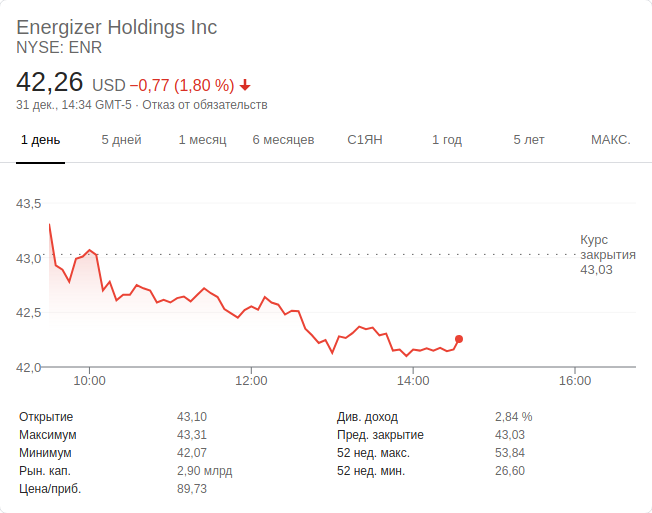 Energizer Holdings Inc
NYSE: ENR
42,26 USD −0,77 (1,80 %)
31 дек., 14:34 GMT-5 · Отказ от обязательств
1 день 5 дней 1 месяц 6 месяцев С1ЯН 1 год 5 лет МАКС.
43,5
Курс
43,0 закрытия
43,03
42,5
42,0
10:00 12:00 14:00 16:00
Открытие 43,10 Див. доход 2,84 %
Максимум 43,31 Пред. закрытие 43,03
Минимум 42,07 52 нед. макс. 53,84
Рын. кап. 2,90 млрд 52 нед. мин. 26,60
Цена/приб. 89,73